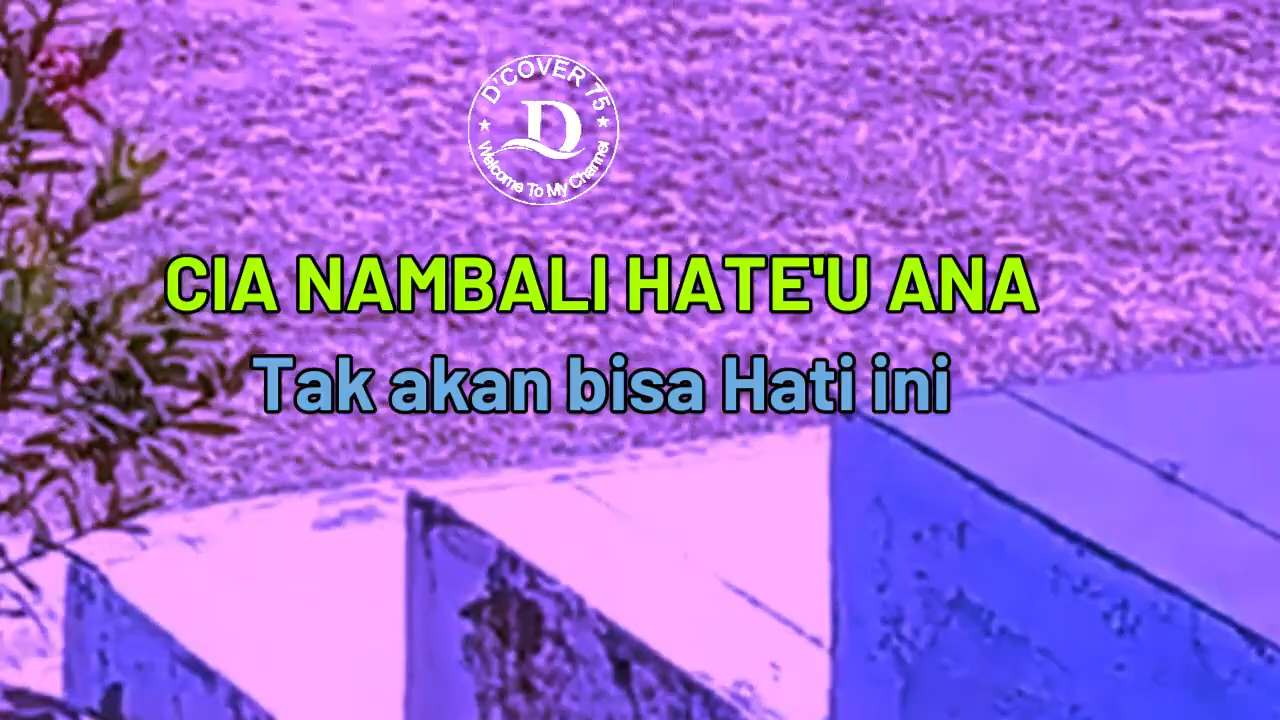 D'COVER 75
D
Welcome To My Channel
CIA NAMBALI HATE'U ANA
Tak akan bisa Hati ini